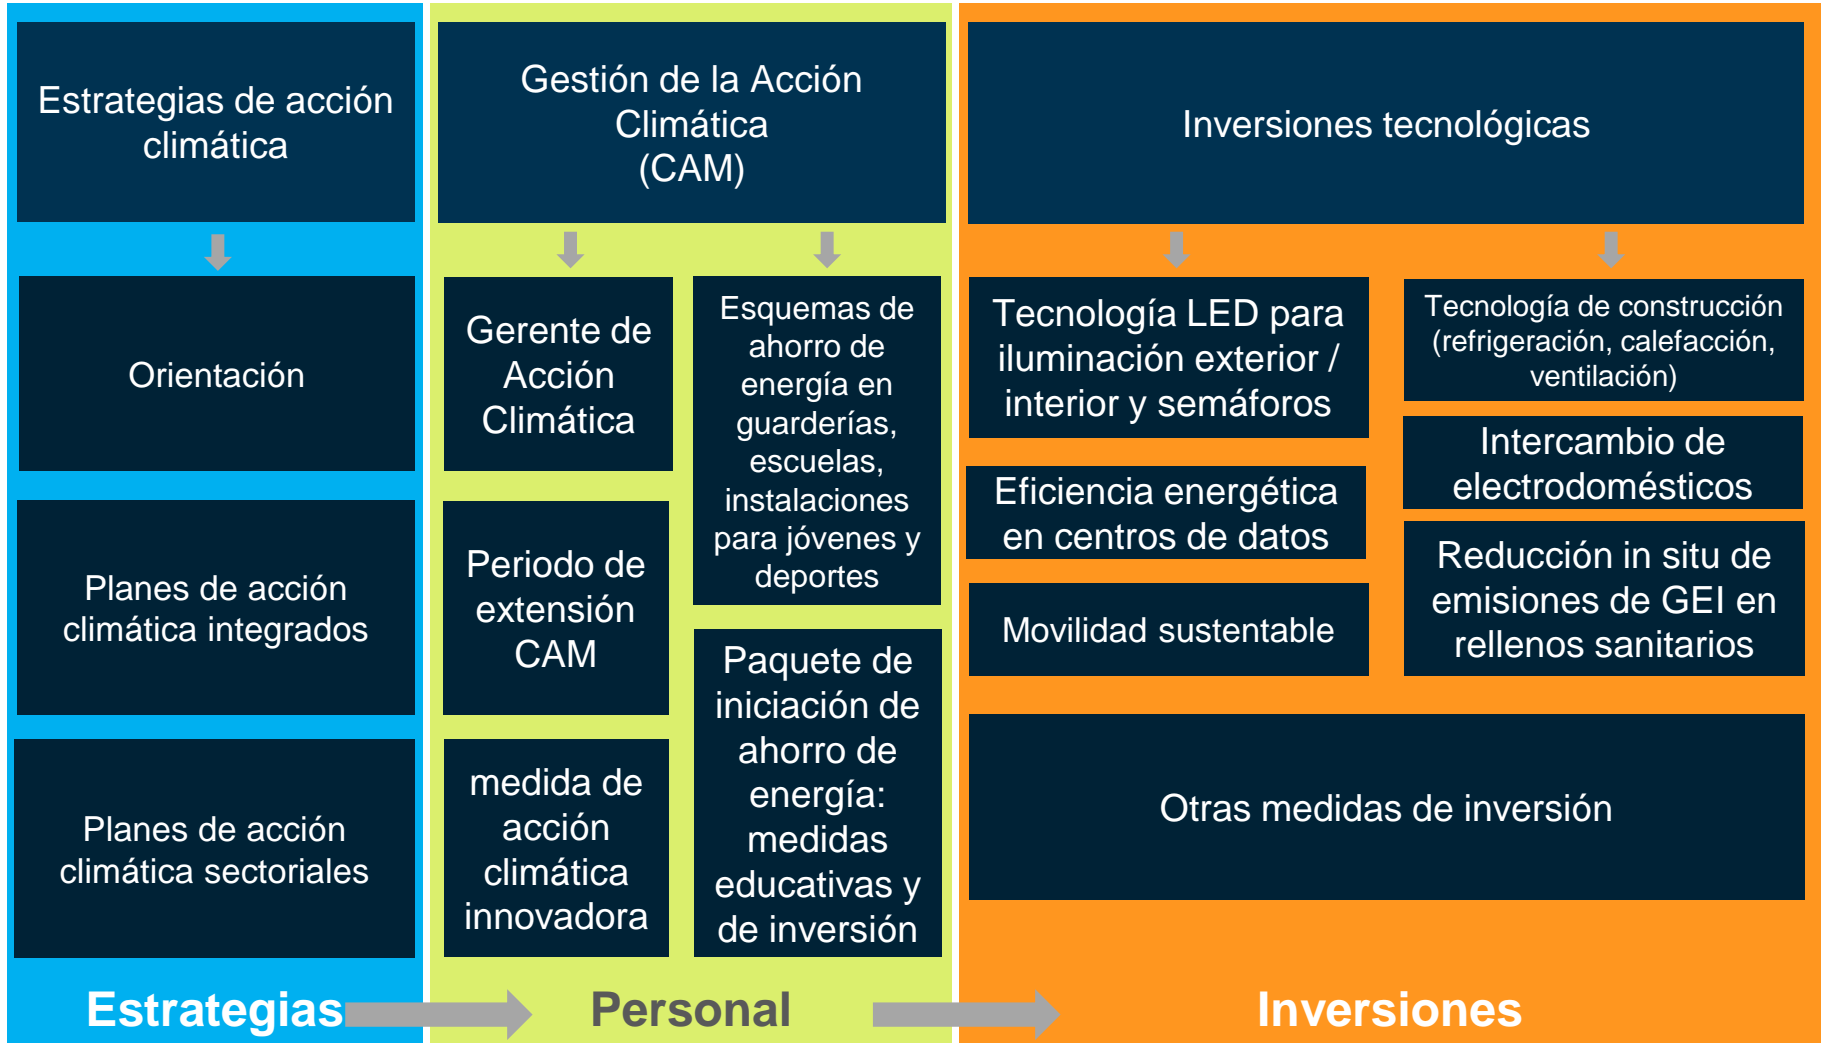 Estrategias de acción
climática
Orientación
Planes de acción
climática integrados
Planes de acción
climática sectoriales
Estrategias
Gestión de la Acción
Climática
(CAM)
Gerente de
Acción
Climática
Periodo de
extensión
CAM
medida de
acción
climática
innovadora
Esquemas de
ahorro de
energía en
guarderías,
escuelas,
instalaciones
para jóvenes y
deportes
Paquete de
iniciación de
ahorro de
energía:
medidas
educativas y
de inversión
Personal
Inversiones tecnológicas
Tecnología LED para
iluminación exterior /
interior y semáforos
Eficiencia energética
en centros de datos
Movilidad sustentable
Tecnología de construcción
(refrigeración, calefacción,
ventilación)
Intercambio de
electrodomésticos
Reducción in situ de
emisiones de GEI en
rellenos sanitarios
Otras medidas de inversión
Inversiones